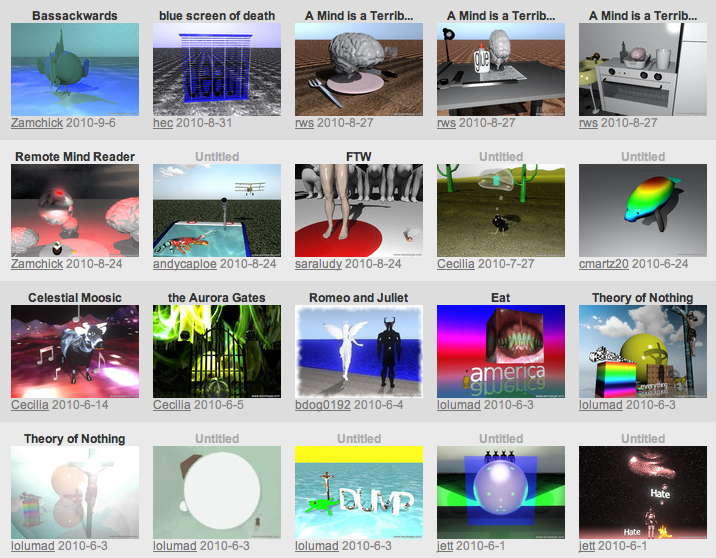 Bassackwards
blue screen of death
A Mind is a Terrib...
A Mind is a Terrib...
A Mind is a Terrib...
glue
Zamchick 2010-9-6
hec 2010-8-31
rws 2010-8-27
rws 2010-8-27
rws 2010-8-27
Remote Mind Reader
Untitled
FTW
Untitled
Untitled
Zamchick 2010-8-24
andycaploe 2010-8-24
saraludy 2010-8-24
Cecilia 2010-7-27
cmartz20 2010-6-24
Celestial Moosic
the Aurora Gates
Romeo and Juliet
Eat
Theory of Nothing
america
everything
Cecilia 2010-6-14
Cecilia 2010-6-5
bdog0192 2010-6-4
lolumad 2010-6-3
lolumad 2010-6-3
Theory of Nothing
Untitled
Untitled
Untitled
Untitled
DUMP
Hate
Hate
lolumad 2010-6-3
lolumad 2010-6-3
lolumad 2010-6-3
jett 2010-6-1
jett 2010-6-1